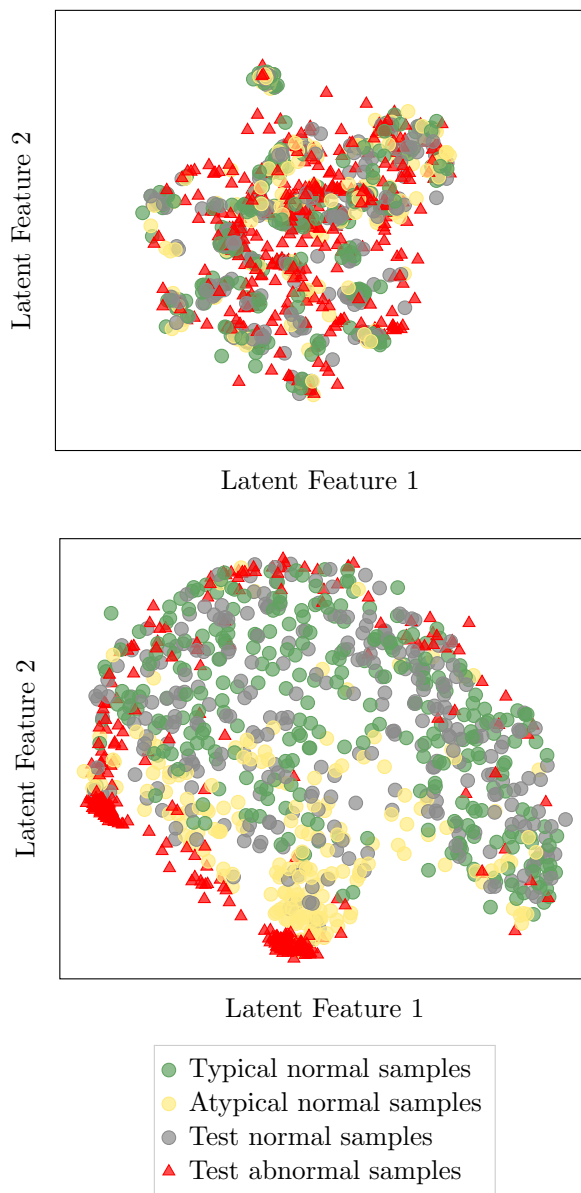 Latent Feature 2
Latent Feature 1
Latent Feature 2
Latent Feature 1
Typical normal samples
Atypical normal samples
Test normal samples
Test abnormal samples